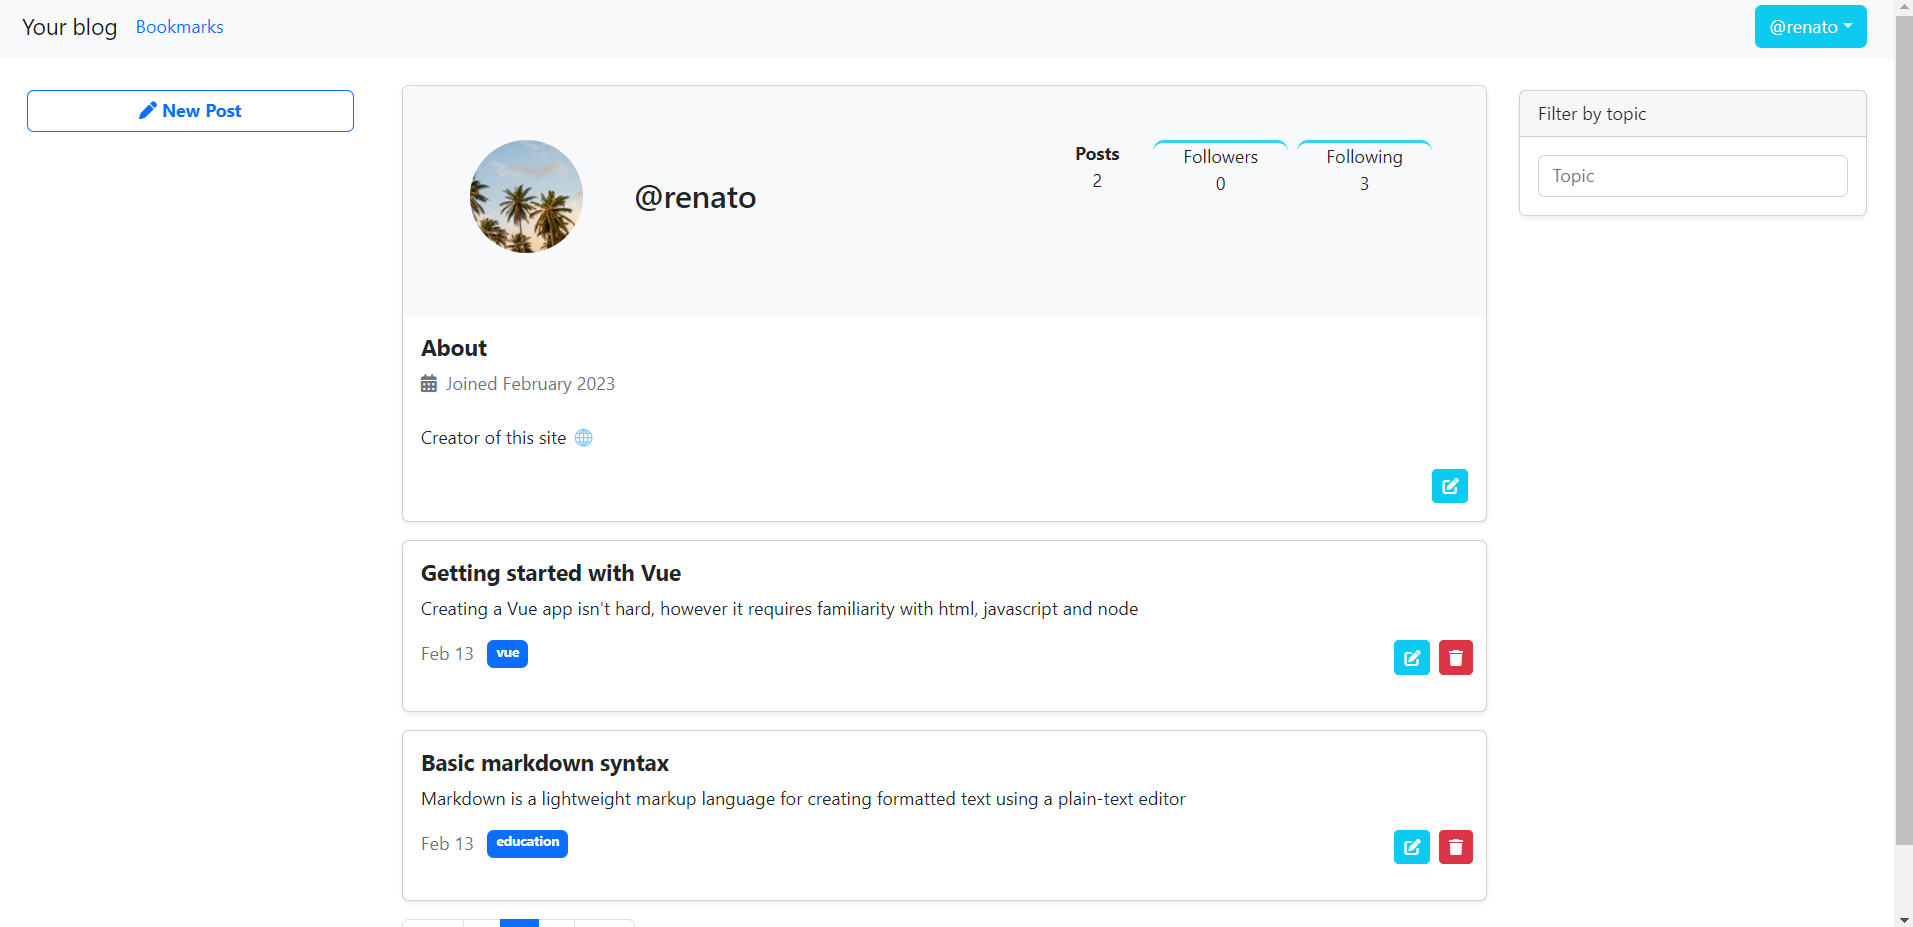 Your blog Bookmarks @renato
New Post
@renato
Posts Followers Following
2 0 3
Filter by topic
Topic
About
Joined February 2023
Creator of this site 🌐
Getting started with Vue
Creating a Vue app isn't hard, however it requires familiarity with html, javascript and node
Feb 13 vue
Basic markdown syntax
Markdown is a lightweight markup language for creating formatted text using a plain-text editor
Feb 13 education